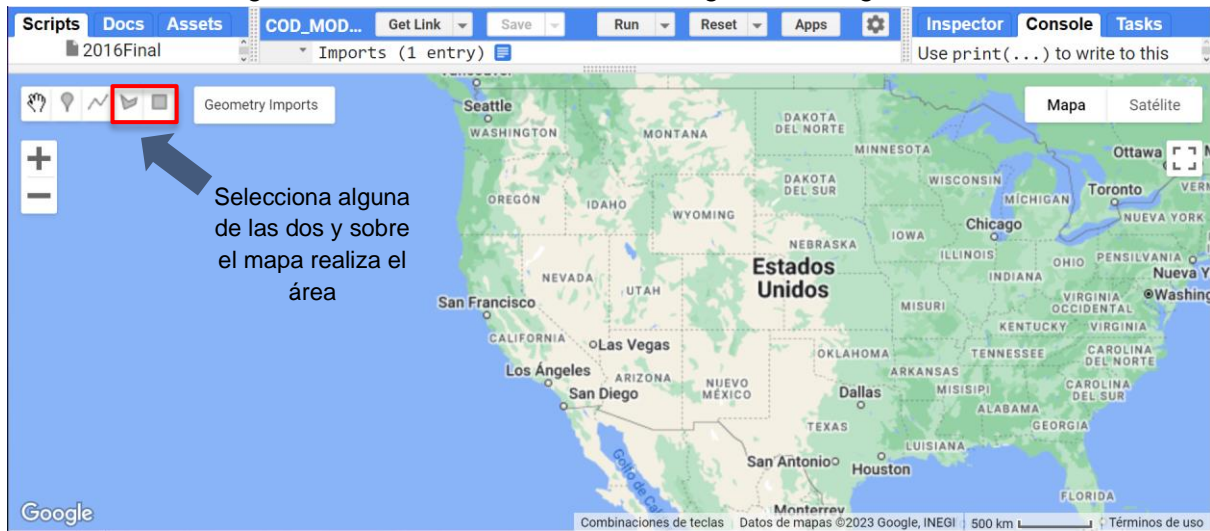 Scripts Docs Assets
COD_MOD... Get Link Save Run Reset Apps
Inspector Console Tasks
2016Final
Imports (1 entry)
Use print(...) to write to this
Geometry Imports
Mapa Satélite
Selecciona alguna
de las dos y sobre
el mapa realiza el
área
Seattle
WASHINGTON
MONTANA
DAKOTA
DEL NORTE
MINNESOTA
Ottawa
OREGÓN
IDAHO
WYOMING
DAKOTA
DEL SUR
WISCONSIN
MÍCHIGAN
Toronto
NUEVA YORK
Chicago
IOWA
NEBRASKA
ILLINOIS
INDIANA
OHIO
PENSILVANIA
Nueva Y
Estados
Unidos
NEVADA
UTAH
San Francisco
MISURI
VIRGINIA
OCCIDENTAL
Washing
KENTUCKY
VIRGINIA
CALIFORNIA
Las Vegas
OKLAHOMA
TENNESSEE
CAROLINA
DEL NORTE
Los Ángeles
ARIZONA
NUEVO
MÉXICO
ARKANSAS
San Diego
Dallas
MISISIPI
CAROLINA
DEL SUR
ALABAMA
TEXAS
GEORGIA
LUISIANA
San Antonio
Houston
Golfo de Cal
FLORIDA
Monterrey
Google
Combinaciones de teclas Datos de mapas ©2023 Google, INEGI 500 km Términos de uso